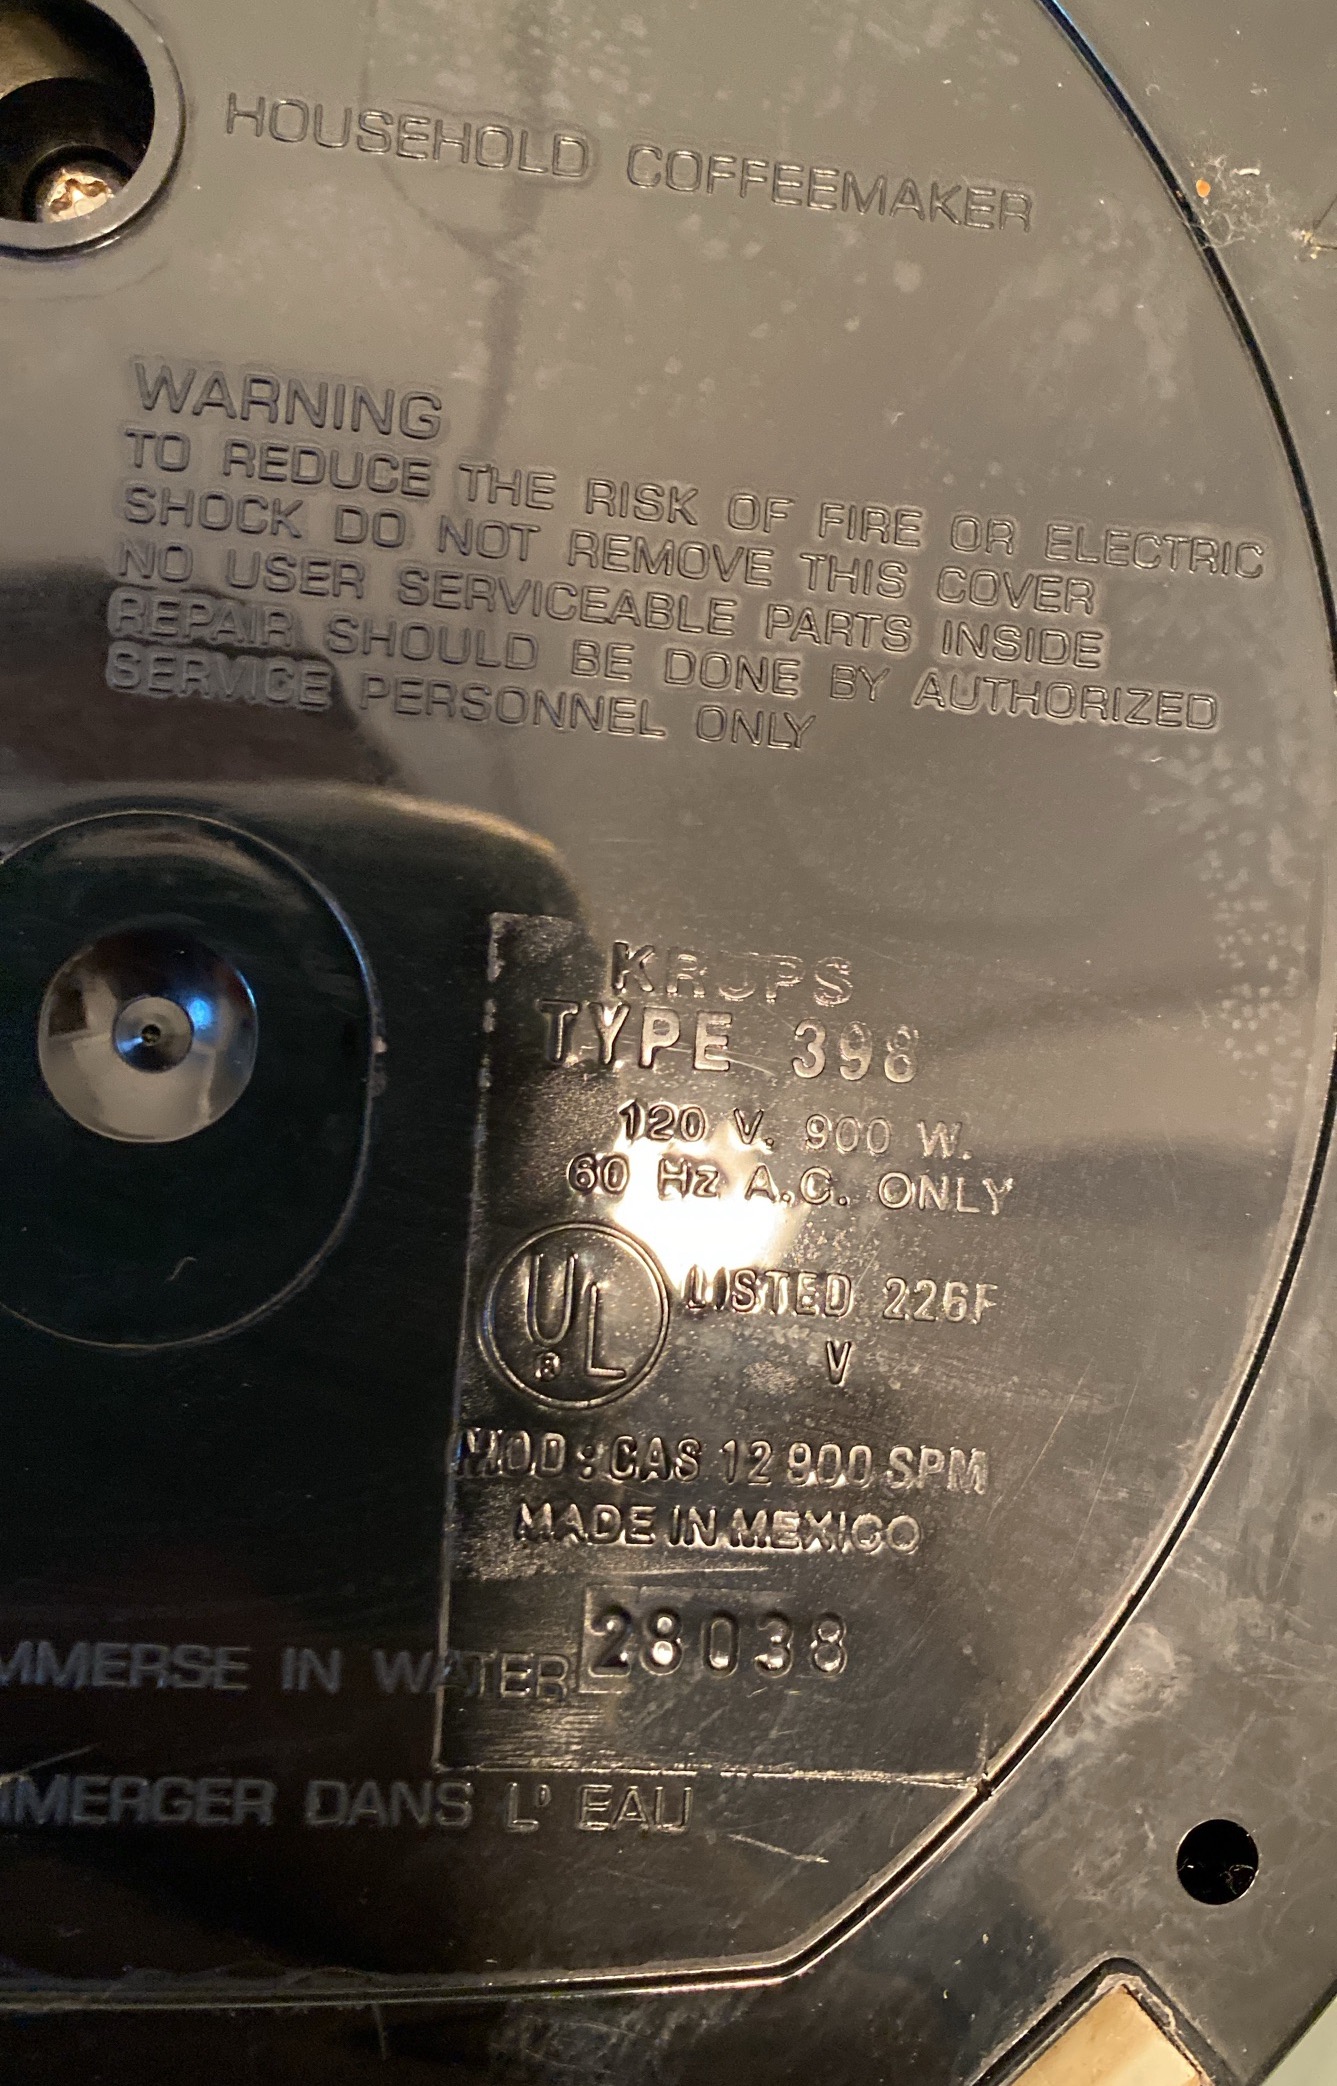 HOUSEHOLD COFFEEMAKER
WARNING
TO REDUCE THE RISK OF FIRE OR ELECTRIC
SHOCK DO NOT REMOVE THIS COVER
NO USER SERVICEABLE PARTS INSIDE
REPAIR SHOULD BE DONE BY AUTHORIZED
SERVICE PERSONNEL ONLY
KRUPS
TYPE 398
120 V. 900 W.
60 Hz A.C. ONLY
UL ® LISTED 226F
V
MOD: CAS 12 900 SPM
MADE IN MEXICO
28038
MMERSE IN WATER
MMERGER DANS L' EAU